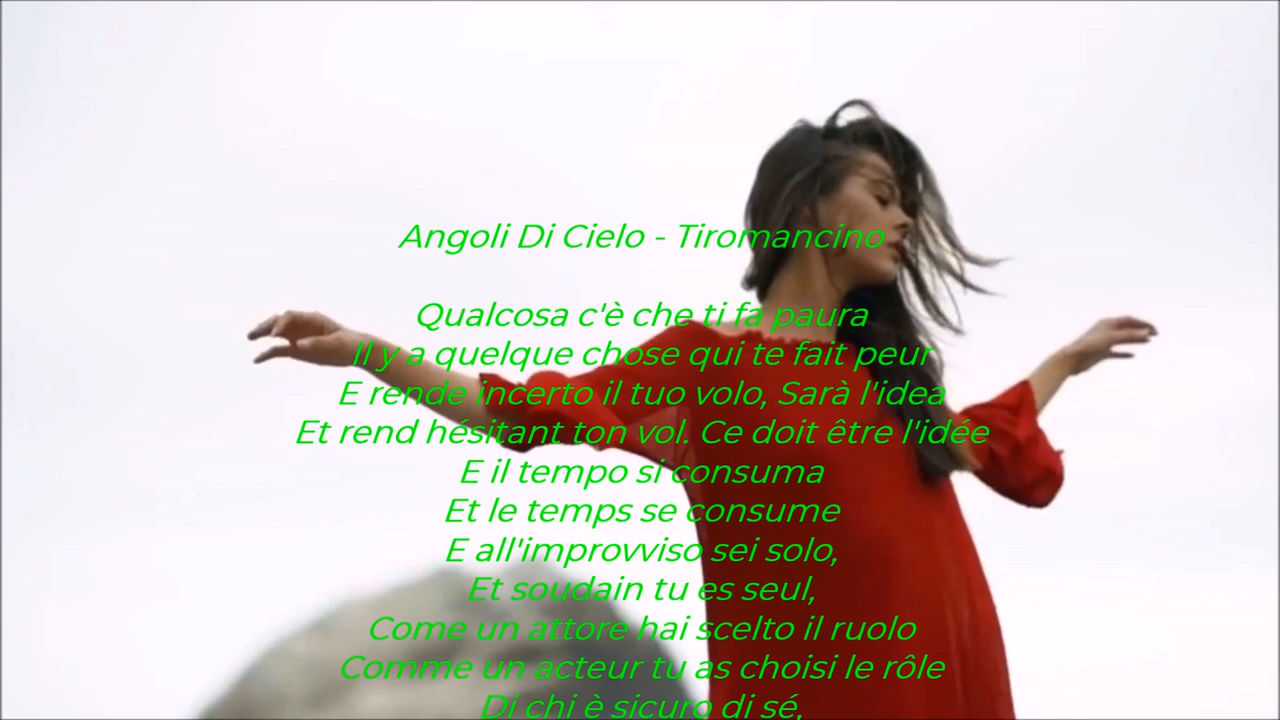 Angoli Di Cielo - Tiromancino
Qualcosa c'è che ti fa paura
Il y a quelque chose qui te fait peur
E rende incerto il tuo volo, Sarà l'idea
Et rend hésitant ton vol. Ce doit être l'idée
E il tempo si consuma
Et le temps se consume
E all'improvviso sei solo,
Et soudain tu es seul,
Come un attore hai scelto il ruolo
Comme un acteur tu as choisi le rôle
Di chi è sicuro di sé,